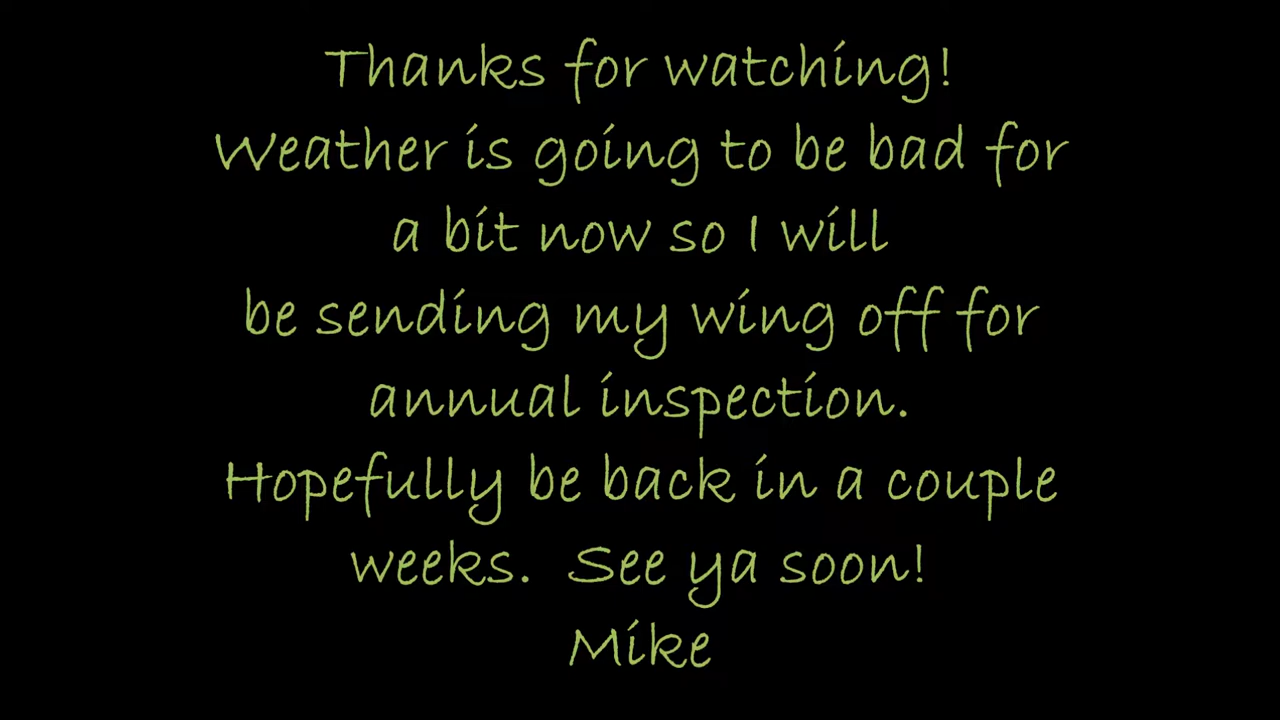 Thanks for watching!
Weather is going to be bad for
a bit now so I will
be sending my wing off for
annual inspection.
Hopefully be back in a couple
weeks.  See ya soon!
Mike